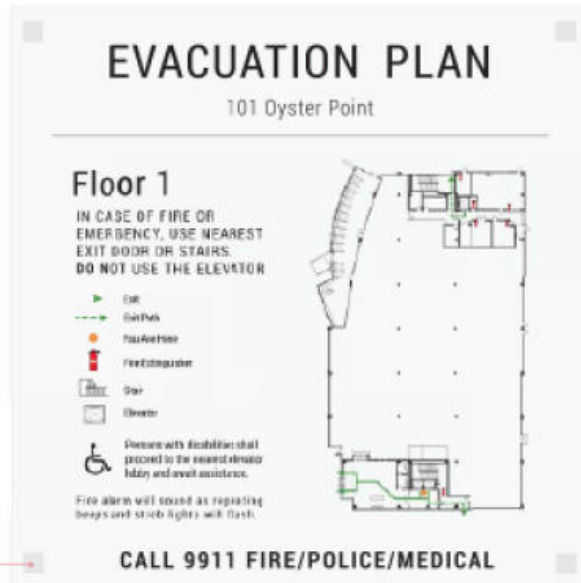 EVACUATION PLAN
101 Oyster Point
Floor 1
IN CASE OF FIRE OR
EMERGENCY, USE NEAREST
EXIT DOOR OR STAIRS.
DO NOT USE THE ELEVATOR
Exit
Exit Path
You Are Here
Fire Extinguisher
Stair
Elevator
Persons with disabilities shall
proceed to the nearest elevator
lobby and await assistance.
Fire alarm will sound as repeating
beeps and strob lights will flash.
CALL 9911 FIRE/POLICE/MEDICAL